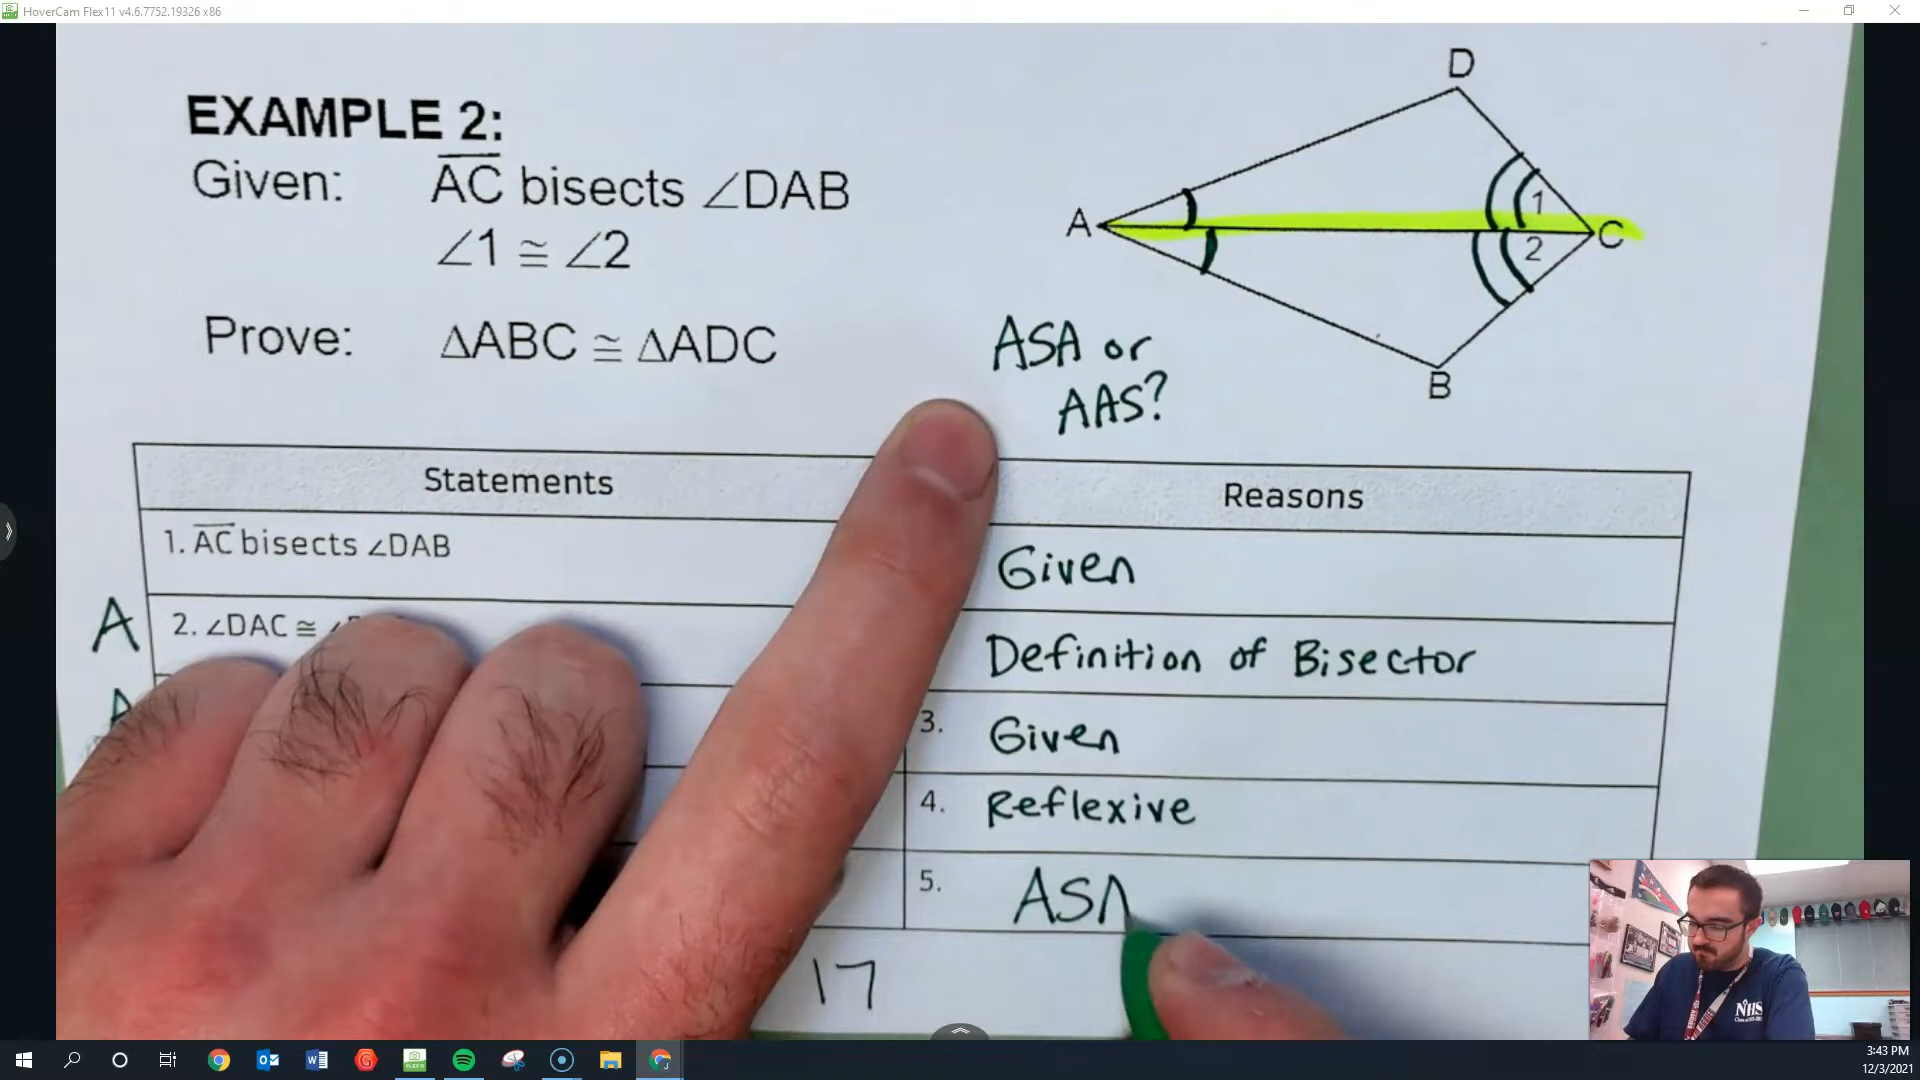 HoverCam Flex11 v4.6.7752.19326 x86
EXAMPLE 2:
Given: AC bisects ∠DAB
∠1 ≅ ∠2
Prove: ΔABC ≅ ΔADC
D
A
1
2
C
B
ASA or
AAS?
Statements
Reasons
1. AC bisects ∠DAB
Given
A
2. ∠DAC ≅
Definition of Bisector
3. Given
4. Reflexive
5. ASA
17
NHS
3:43 PM
12/3/2021